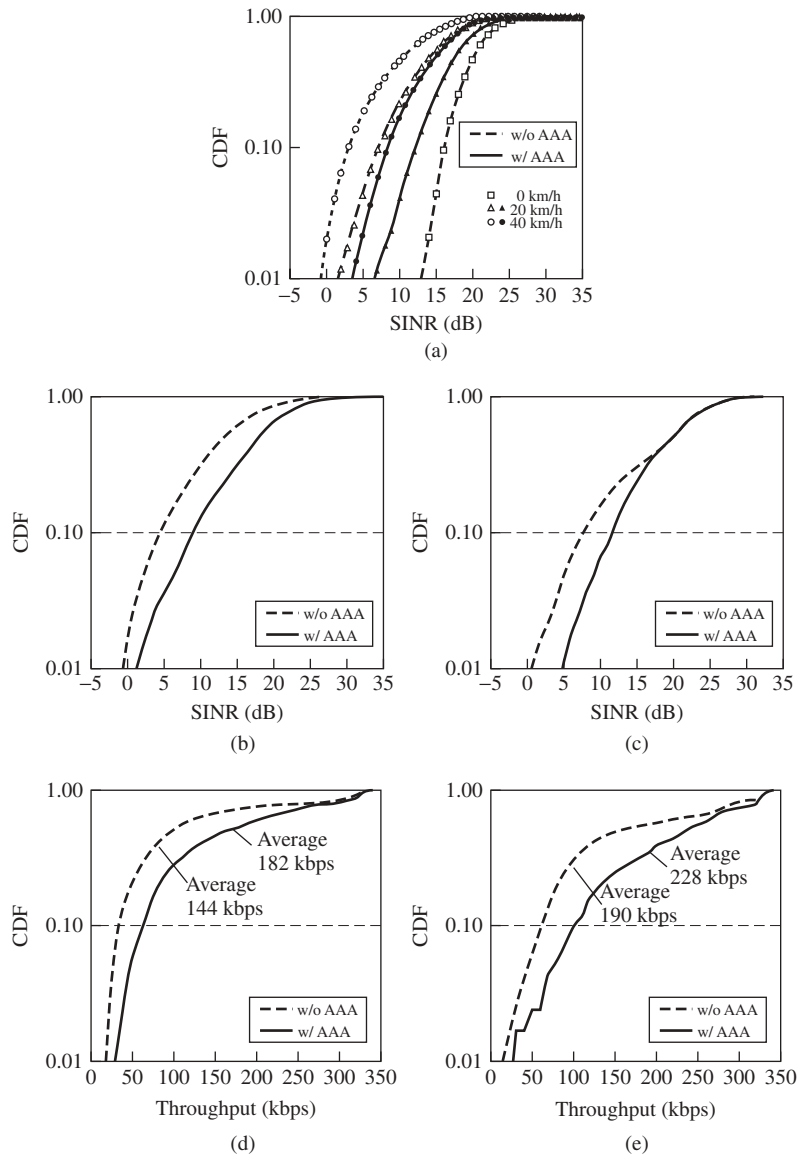 1.00
0.10
0.01
CDF
−5 0 5 10 15 20 25 30 35
SINR (dB)
w/o AAA
w/ AAA
0 km/h
20 km/h
40 km/h
(a)
1.00
0.10
0.01
CDF
−5 0 5 10 15 20 25 30 35
SINR (dB)
w/o AAA
w/ AAA
(b)
1.00
0.10
0.01
CDF
−5 0 5 10 15 20 25 30 35
SINR (dB)
w/o AAA
w/ AAA
(c)
1.00
0.10
0.01
CDF
0 50 100 150 200 250 300 350
Throughput (kbps)
Average
182 kbps
Average
144 kbps
w/o AAA
w/ AAA
(d)
1.00
0.10
0.01
CDF
0 50 100 150 200 250 300 350
Throughput (kbps)
Average
228 kbps
Average
190 kbps
w/o AAA
w/ AAA
(e)